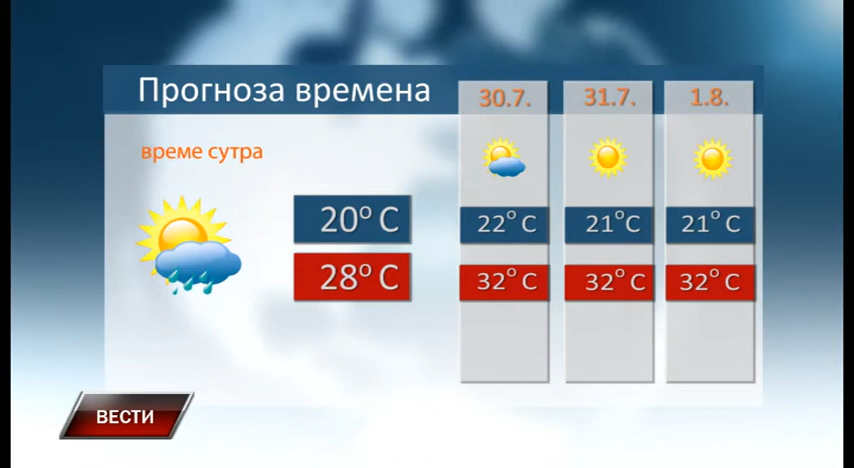 Прогноза времена
30.7.
31.7.
1.8.
време сутра
20° C
22° C
21°C
21° C
28° C
32° C
32° C
32° C
ВЕСТИ